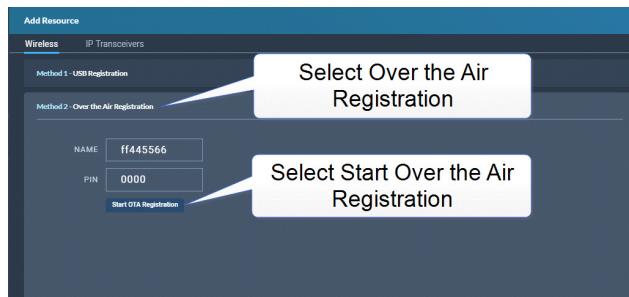 Add Resource
Wireless IP Transceivers
Method 1 - USB Registration
Select Over the Air
Registration
Method 2 - Over the Air Registration
NAME ff445566
PIN 0000
Start OTA Registration
Select Start Over the Air
Registration